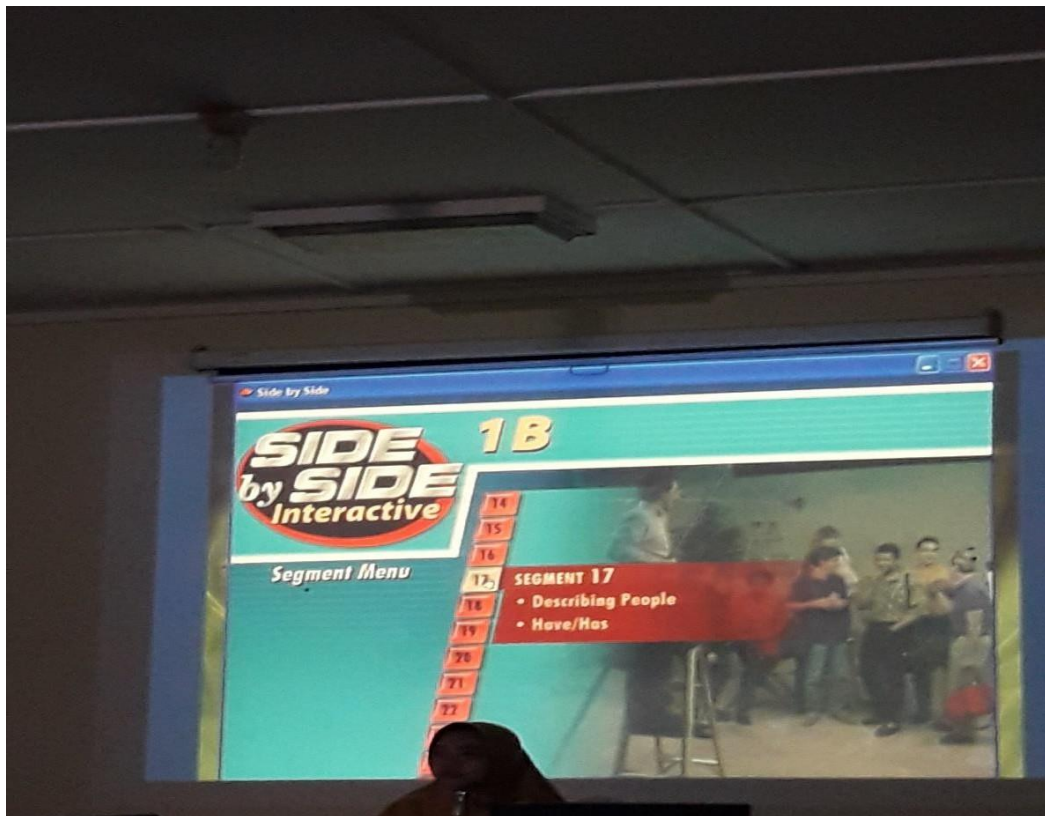 Side by Side
SIDE
by SIDE
Interactive
1B
Segment Menu
14
15
16
17
SEGMENT 17
• Describing People
• Have/Has
18
19
20
21
22